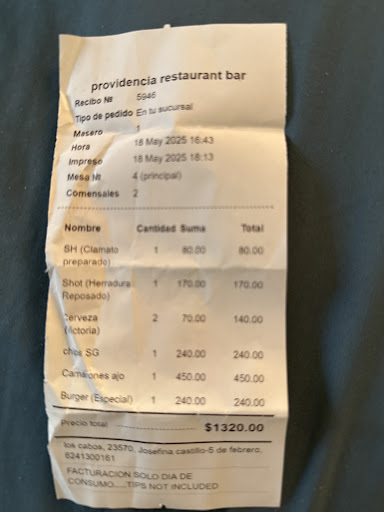 providencia restaurant bar
Recibo № 5946
Tipo de pedido En tu sucursal
Mesero 1
Hora 18 May 2025 16:43
Impreso 18 May 2025 18:13
Mesa № 4 (principal)
Comensales 2
Nombre Cantidad Suma Total
SH (Clamato 1 80.00 80.00
preparado)
Shot (Herradura 1 170.00 170.00
Reposado)
Cerveza 2 70.00 140.00
(ictoria)
SG 1 240.00 240.00
Camarones ajo 1 450.00 450.00
Burger (Especial) 1 240.00 240.00
Precio total $1320.00
los cabos, 23570, Josefina castillo-5 de febrero,
6241300161
FACTURACION SOLO DIA DE
CONSUMO....TIPS NOT INCLUDED